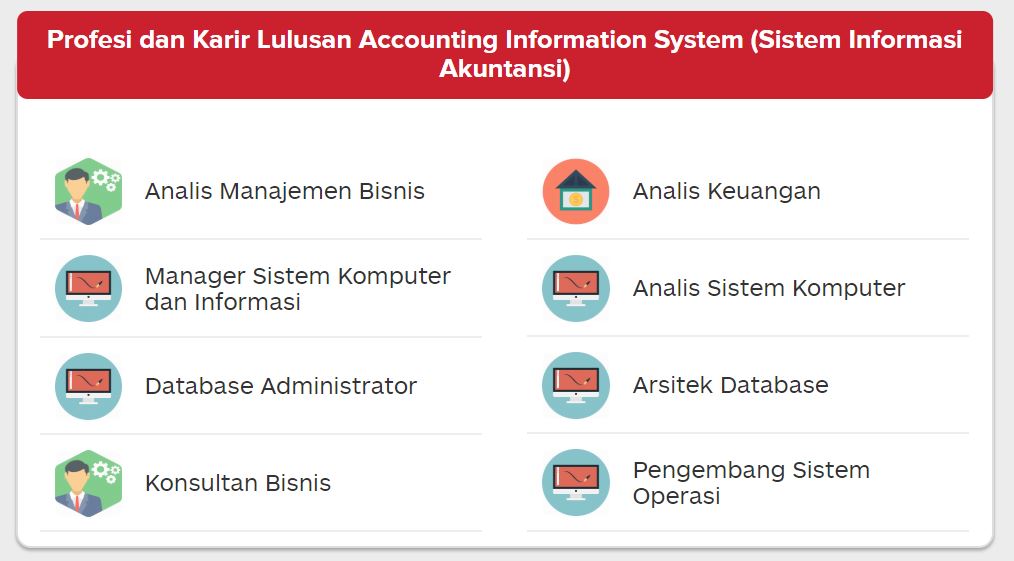 Profesi dan Karir Lulusan Accounting Information System (Sistem Informasi
Akuntansi)
Analis Manajemen Bisnis
Analis Keuangan
Manager Sistem Komputer
dan Informasi
Analis Sistem Komputer
Database Administrator
Arsitek Database
Konsultan Bisnis
Pengembang Sistem
Operasi